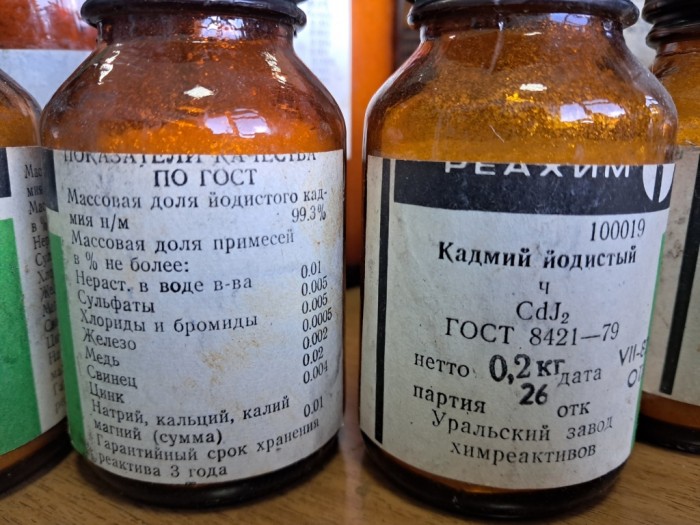 ПОКАЗАТЕЛИ КАЧЕСТВА
ПО ГОСТ
Массовая доля йодистого кад-
мия н/м 99.3%
Массовая доля примесей
в % не более:
Нераст. в воде в-ва 0.01
Сульфаты 0.005
Хлориды и бромиды 0.005
Железо 0.0005
Медь 0.002
Свинец 0.02
Цинк 0.004
Натрий, кальций, калий
магний (сумма) 0.01
Гарантийный срок хранения
реактива 3 года
РЕАХИМ
100019
Кадмий йодистый
ч
CdJ₂
ГОСТ 8421—79
нетто 0,2 кг дата VII-8
партия 26 отк
Уральский завод
химреактивов